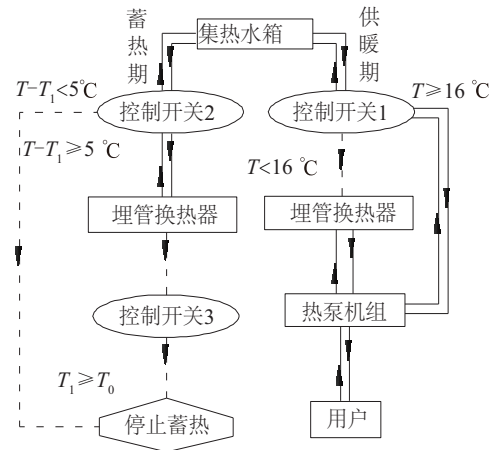 蓄热期
集热水箱
供暖期
T−T₁<5℃
T≥16 ℃
控制开关2
控制开关1
T−T₁≥5 ℃
T<16 ℃
埋管换热器
埋管换热器
控制开关3
热泵机组
T₁≥T₀
停止蓄热
用户